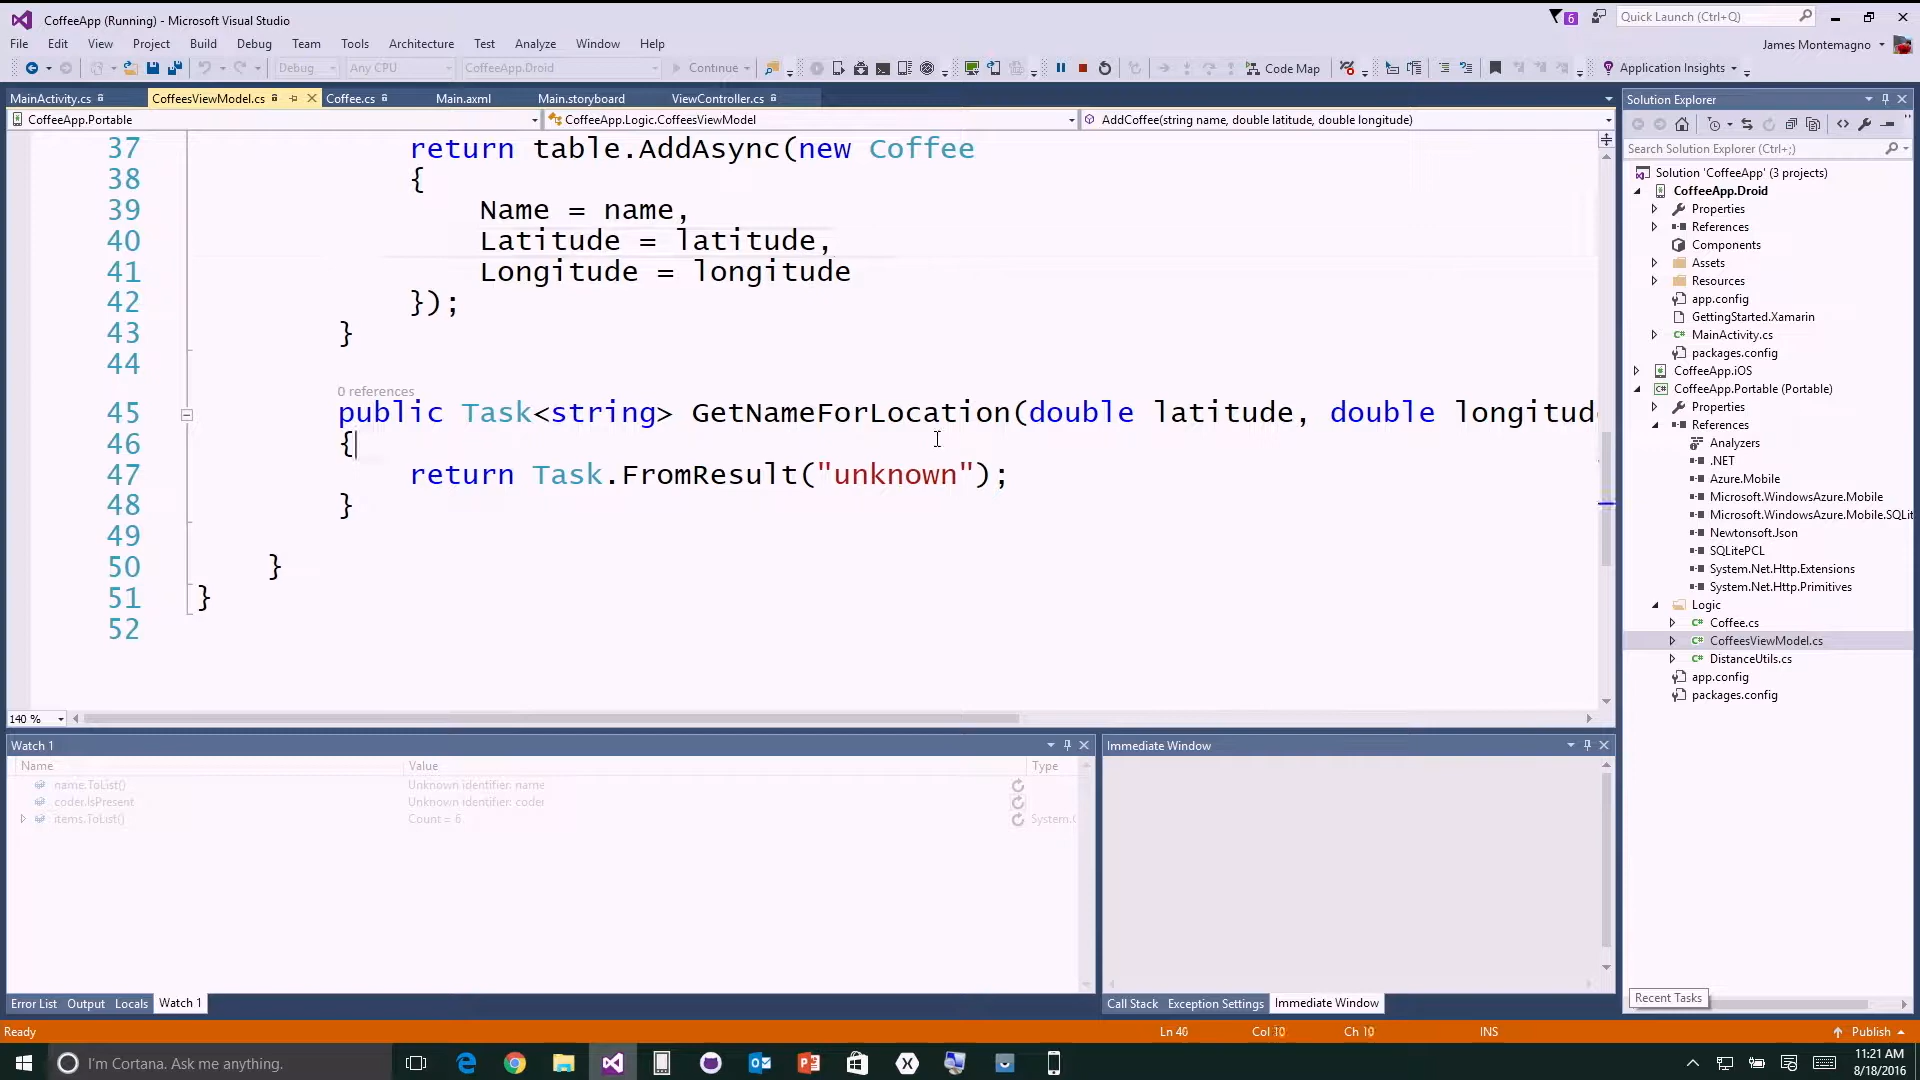 CoffeeApp (Running) - Microsoft Visual Studio
6
Quick Launch (Ctrl+Q)
File Edit View Project Build Debug Team Tools Architecture Test Analyze Window Help
James Montemagno
Debug Any CPU CoffeeApp.Droid Continue Code Map Application Insights
MainActivity.cs CoffeesViewModel.cs Coffee.cs Main.axml Main.storyboard ViewController.cs
CoffeeApp.Portable CoffeeApp.Logic.CoffeesViewModel AddCoffee(string name, double latitude, double longitude)
37 return table.AddAsync(new Coffee
38 {
39 Name = name,
40 Latitude = latitude,
41 Longitude = longitude
42 });
43 }
44
0 references
45 public Task<string> GetNameForLocation(double latitude, double longitud
46 {
47 return Task.FromResult("unknown");
48 }
49
50 }
51 }
52
140 %
Solution Explorer
Search Solution Explorer (Ctrl+;)
Solution 'CoffeeApp' (3 projects)
CoffeeApp.Droid
Properties
References
Components
Assets
Resources
app.config
GettingStarted.Xamarin
MainActivity.cs
packages.config
CoffeeApp.iOS
CoffeeApp.Portable (Portable)
Properties
References
Analyzers
.NET
Azure.Mobile
Microsoft.WindowsAzure.Mobile
Microsoft.WindowsAzure.Mobile.SQLit
Newtonsoft.Json
SQLitePCL
System.Net.Http.Extensions
System.Net.Http.Primitives
Logic
Coffee.cs
CoffeesViewModel.cs
DistanceUtils.cs
app.config
packages.config
Recent Tasks
Watch 1
Name Value Type
name.ToList() Unknown identifier: name
coder.IsPresent Unknown identifier: coder
items.ToList() Count = 6 System.
Error List Output Locals Watch 1
Immediate Window
Call Stack Exception Settings Immediate Window
Ready Ln 40 Col 10 Ch 10 INS Publish
I'm Cortana. Ask me anything.
11:21 AM
8/18/2016